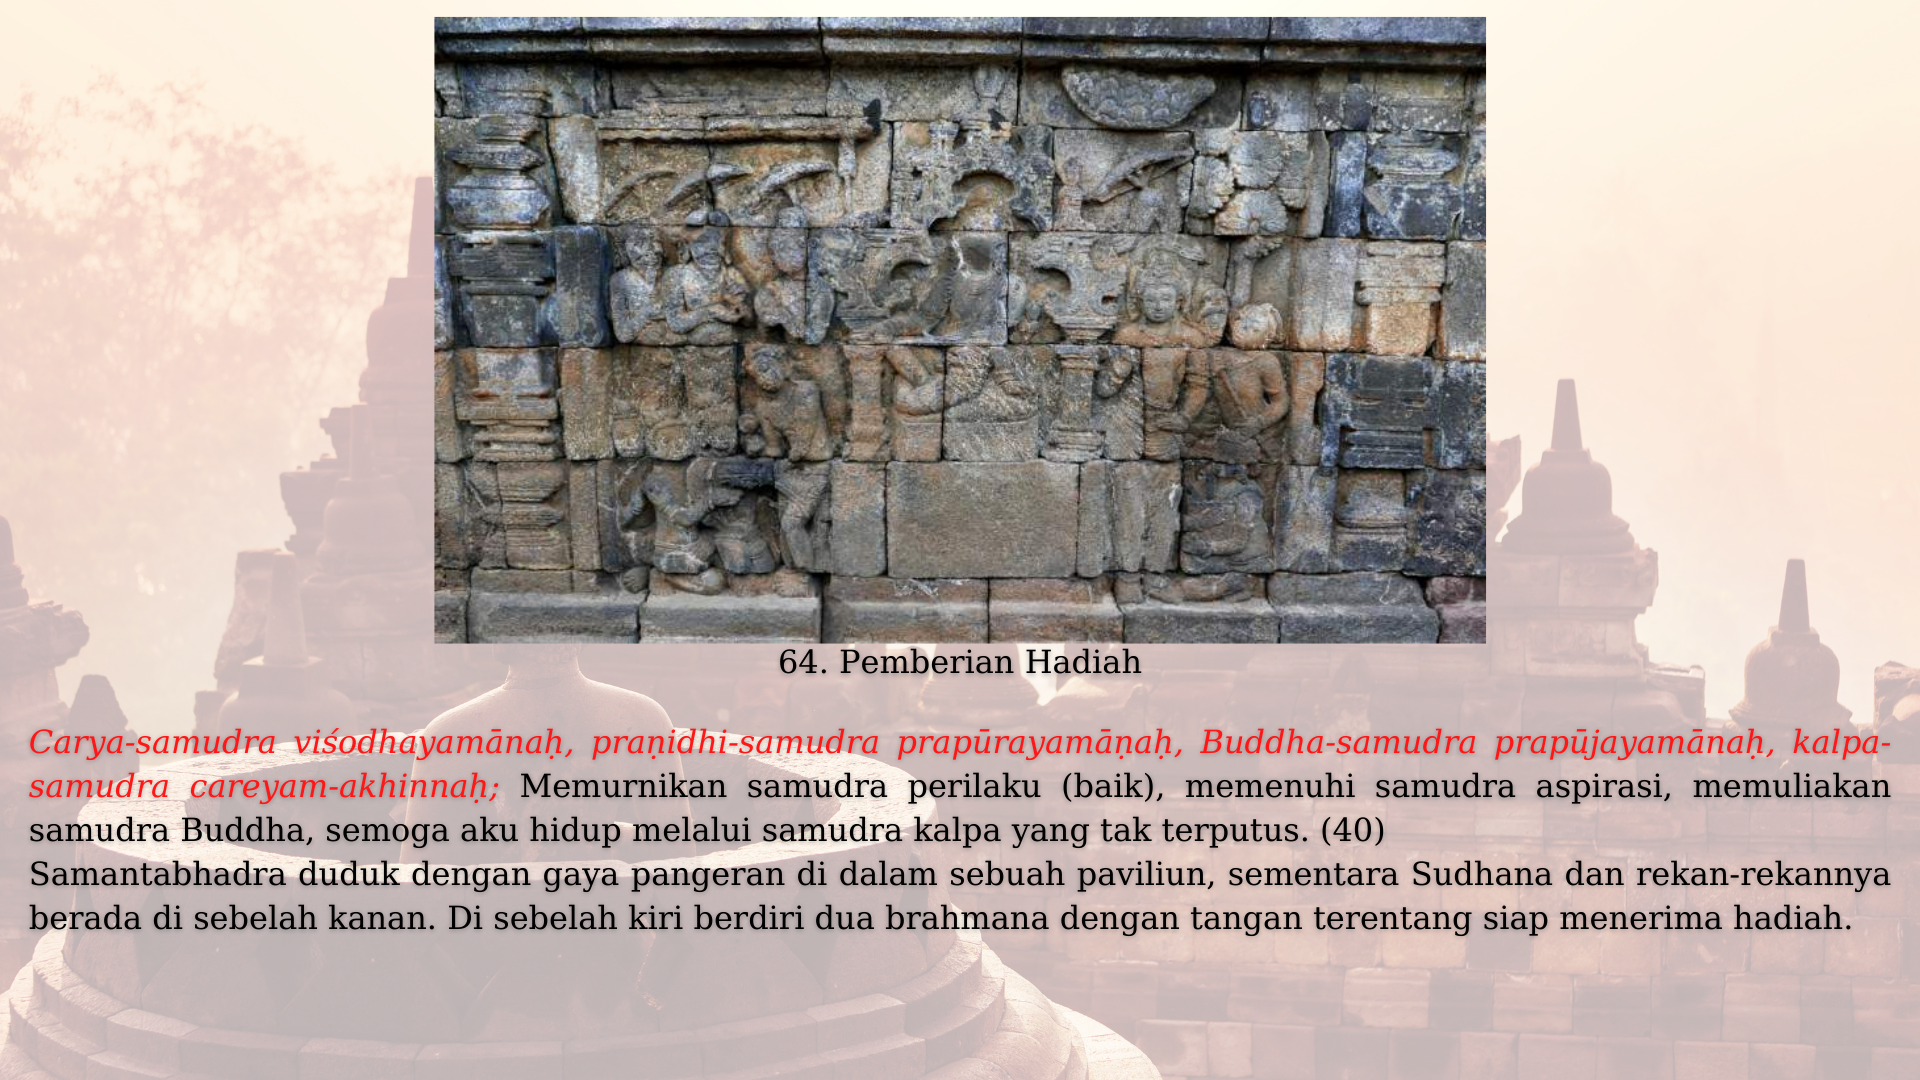 64. Pemberian Hadiah
Carya-samudra viśodhayamānaḥ, praṇidhi-samudra prapūrayamāṇaḥ, Buddha-samudra prapūjayamānaḥ, kalpa-
samudra careyam-akhinnaḥ; Memurnikan samudra perilaku (baik), memenuhi samudra aspirasi, memuliakan
samudra Buddha, semoga aku hidup melalui samudra kalpa yang tak terputus. (40)
Samantabhadra duduk dengan gaya pangeran di dalam sebuah paviliun, sementara Sudhana dan rekan-rekannya
berada di sebelah kanan. Di sebelah kiri berdiri dua brahmana dengan tangan terentang siap menerima hadiah.